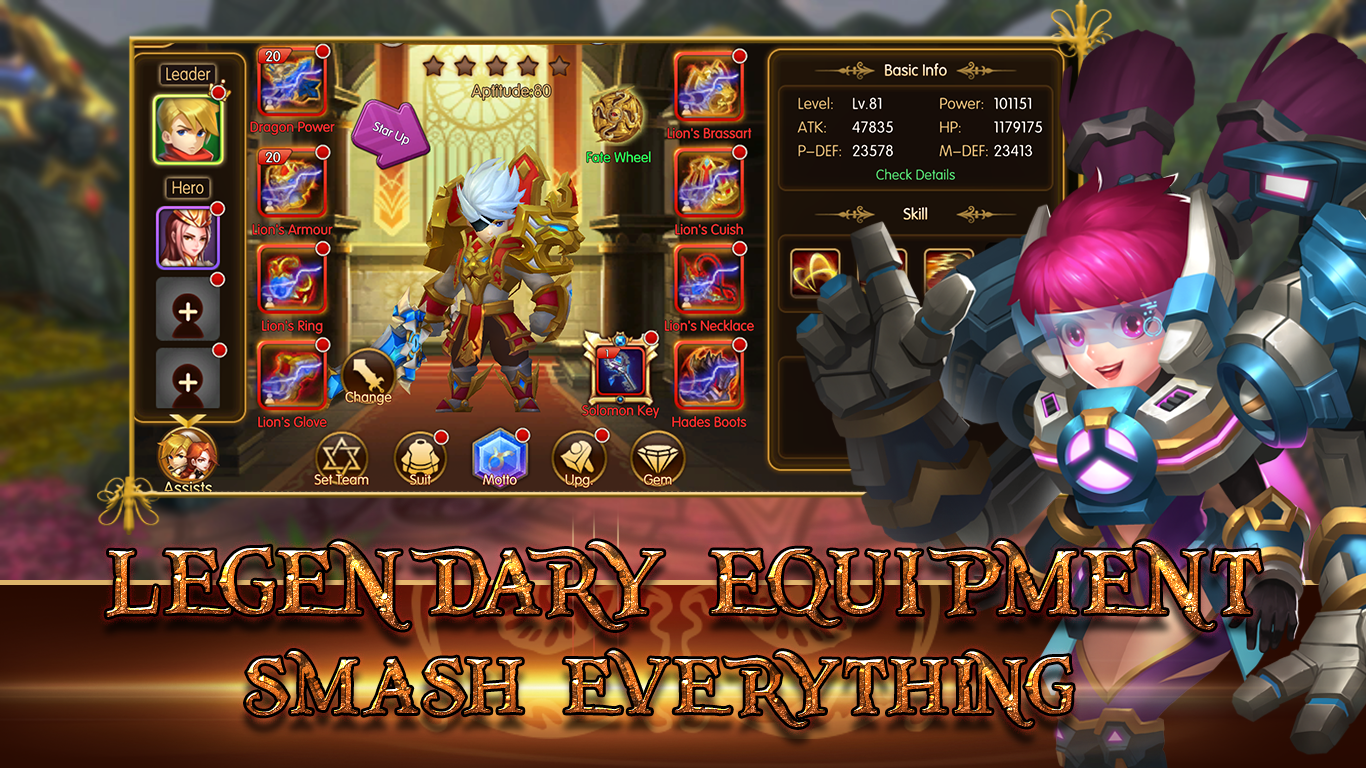 Leader
Hero
Assists
20
Dragon Power
20
Lion's Armour
Lion's Ring
Lion's Glove
Aptitude:80
Star Up
Fate Wheel
Change
Lion's Brassart
Lion's Cuish
Lion's Necklace
1
Solomon Key
Hades Boots
Set Team
Suit
Motto
Upg.
Gem
Basic Info
Level: Lv.81 Power: 101151
ATK: 47835 HP: 1179175
P-DEF: 23578 M-DEF: 23413
Check Details
Skill
LEGENDARY EQUIPMENT
SMASH EVERYTHING